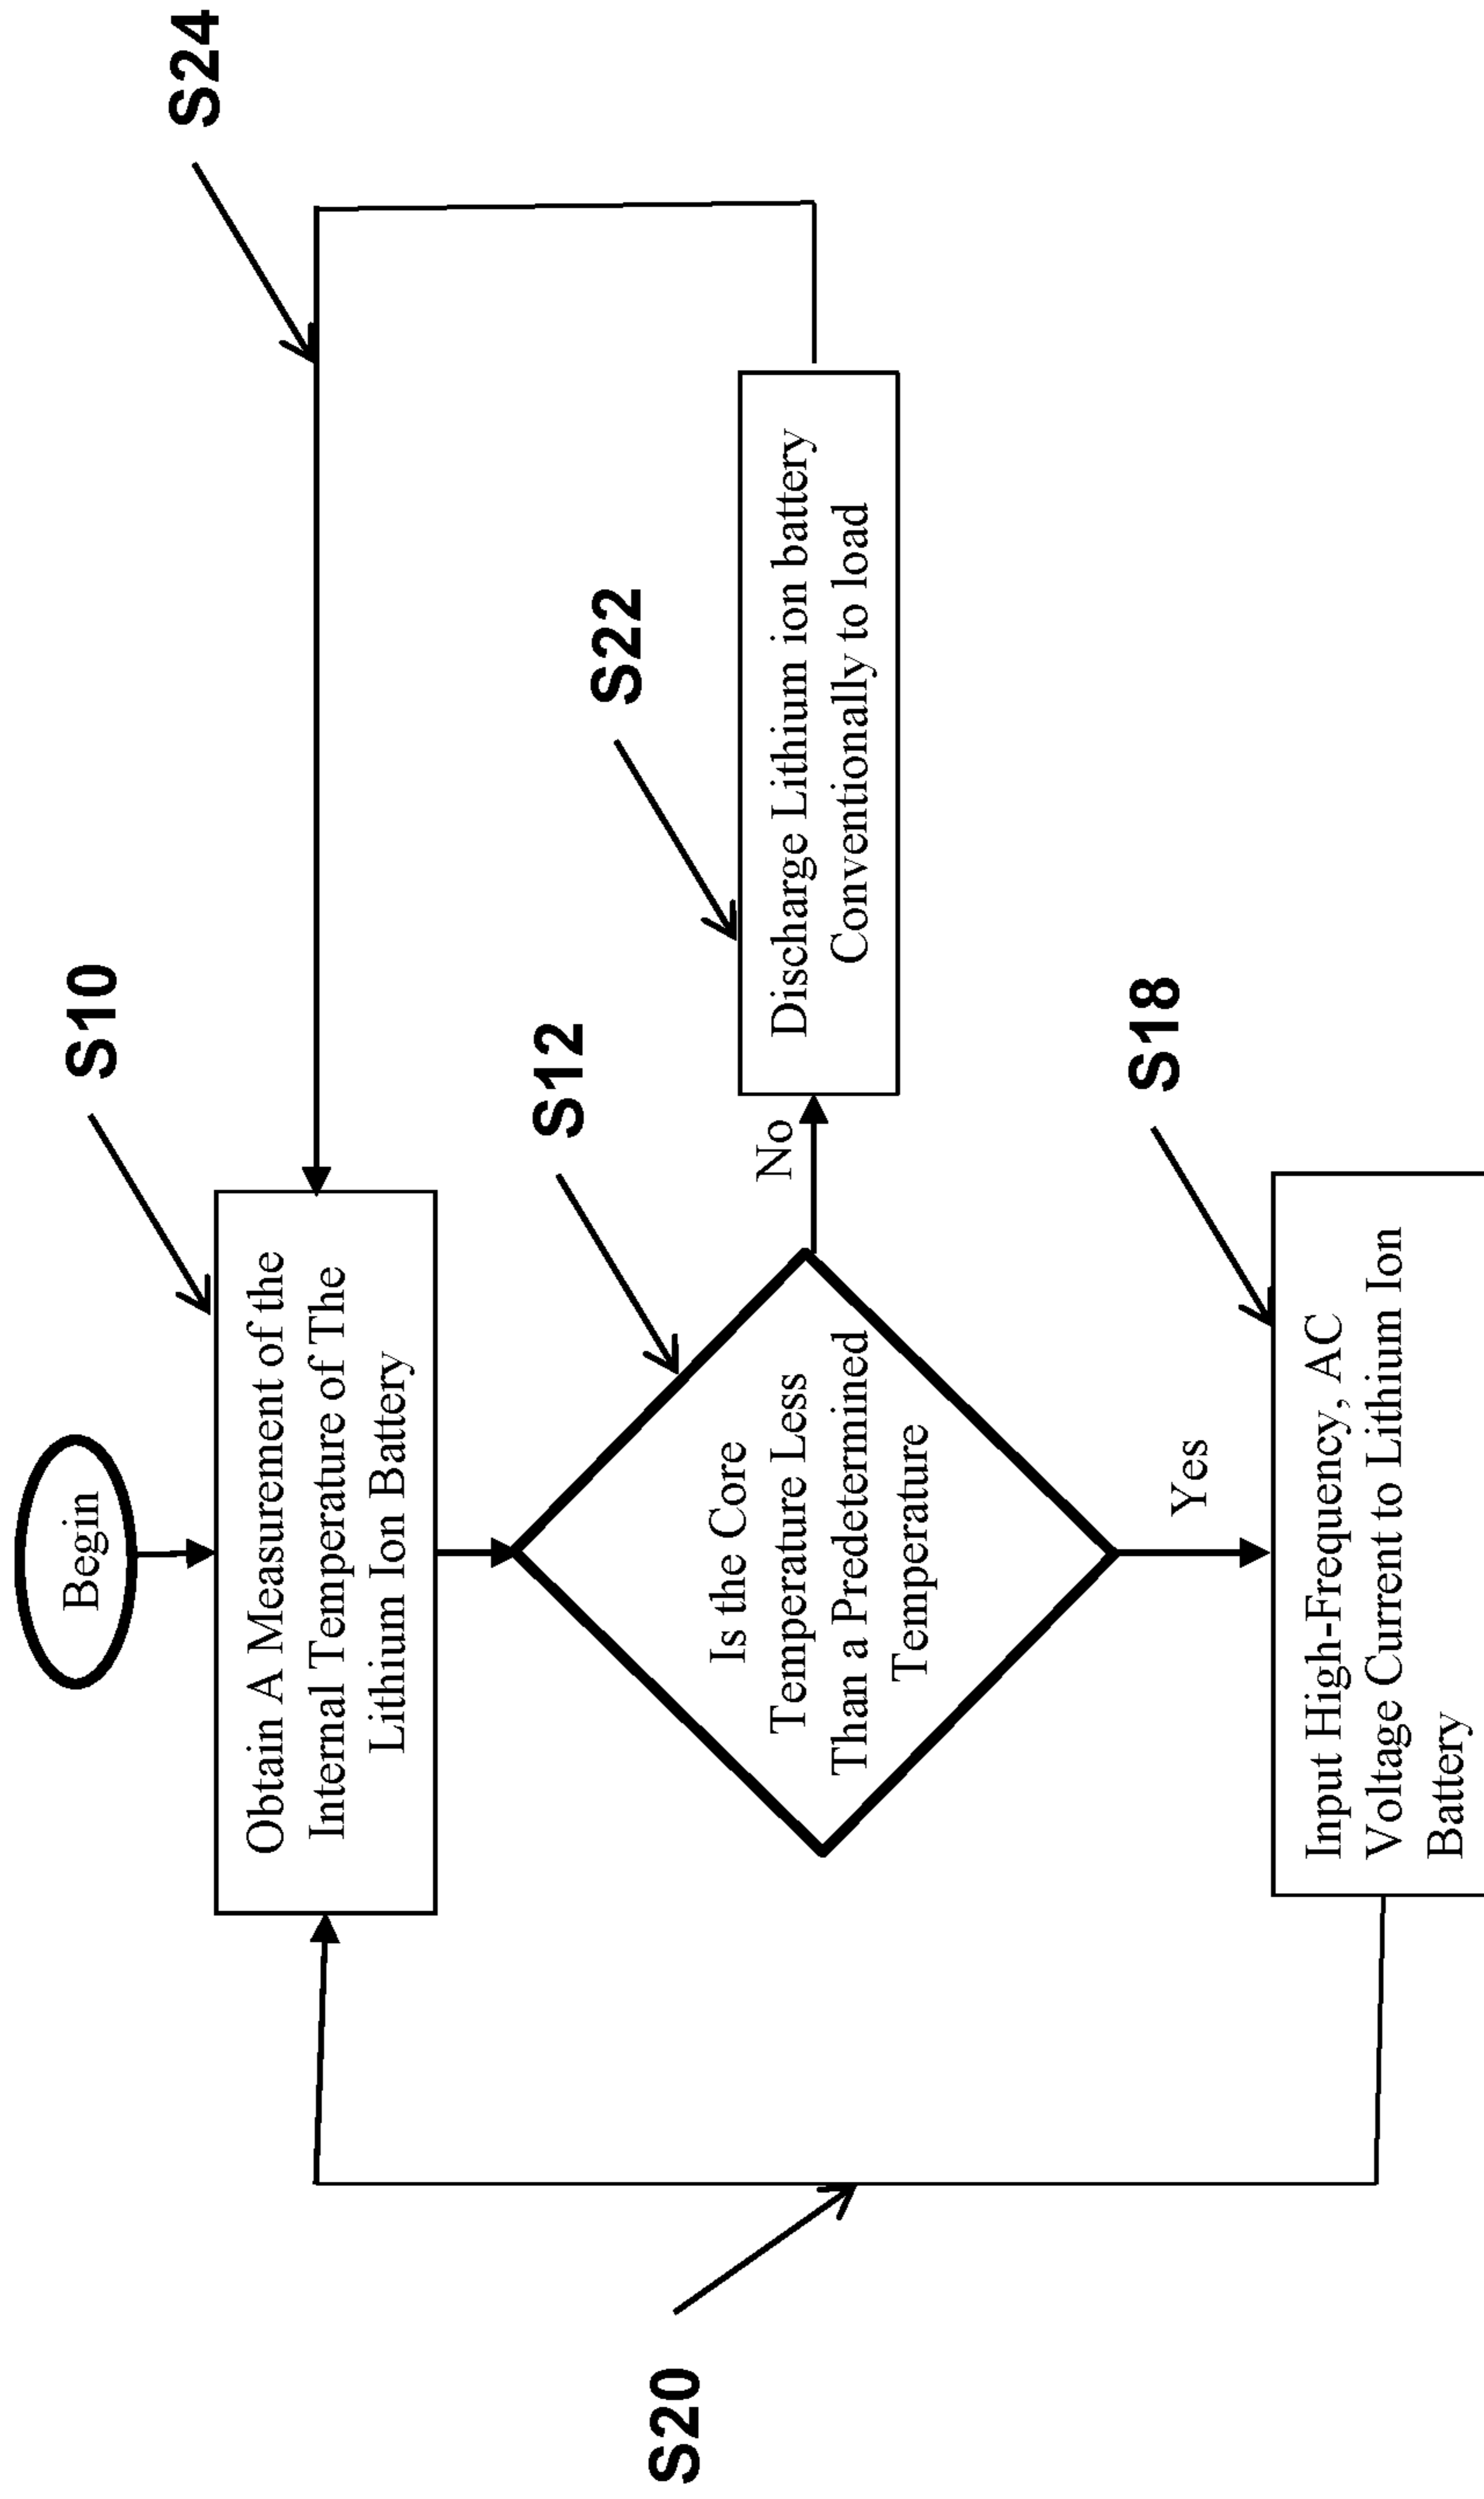 Begin
S10
S24
Obtain A Measurement of the
Internal Temperature of The
Lithium Ion Battery
S12
Is the Core
Temperature Less
Than a Predetermined
Temperature
No
S22
Discharge Lithium ion battery
Conventionally to load
S20
Yes
S18
Input High-Frequency, AC
Voltage Current to Lithium Ion
Battery